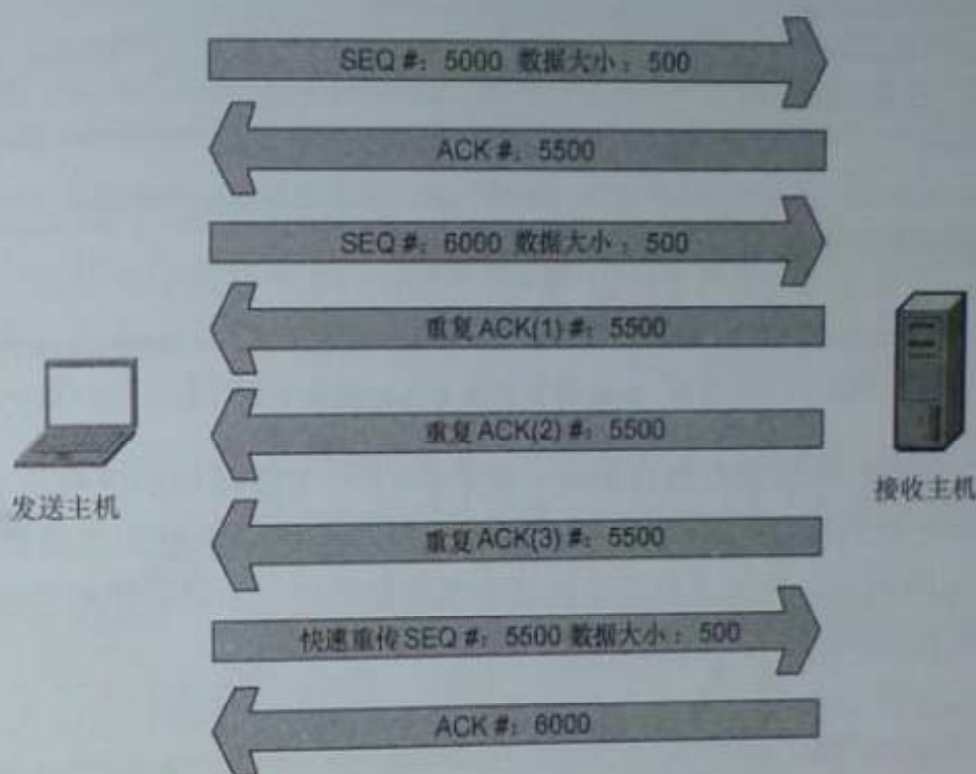 SEQ #：5000 数据大小：500
ACK #：5500
SEQ #：6000 数据大小：500
重复ACK(1) #：5500
重复ACK(2) #：5500
重复ACK(3) #：5500
快速重传SEQ #：5500 数据大小：500
ACK #：6000
发送主机
接收主机